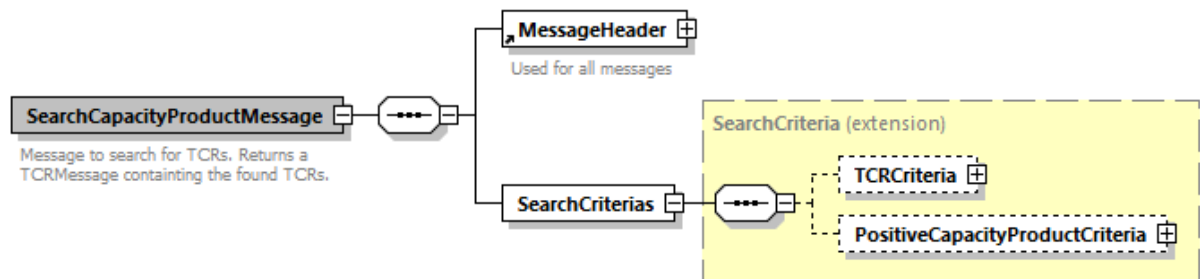 MessageHeader
Used for all messages
SearchCapacityProductMessage
Message to search for TCRs. Returns a
TCRMessage containting the found TCRs.
SearchCriteria (extension)
TCRCriteria
SearchCriterias
PositiveCapacityProductCriteria